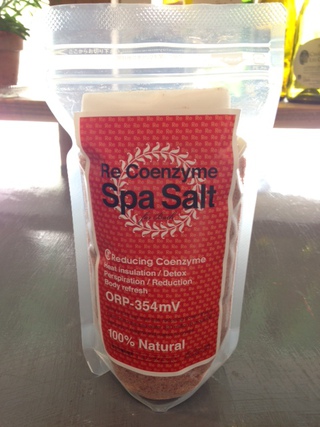 Re Coenzyme
Spa Salt
Reducing Coenzyme
Heat insulation / Detox
Perspiration / Reduction
Body refresh
ORP-354mV
100% Natural